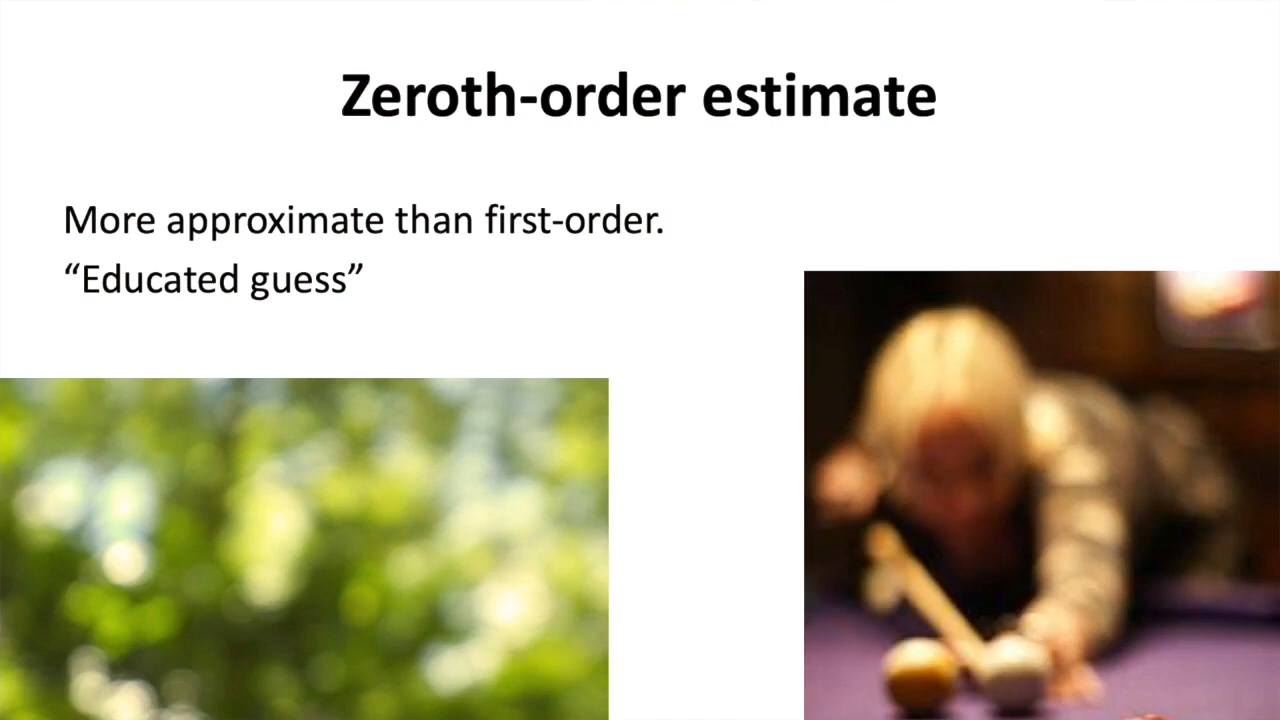 Zeroth-order estimate
More approximate than first-order.
“Educated guess”